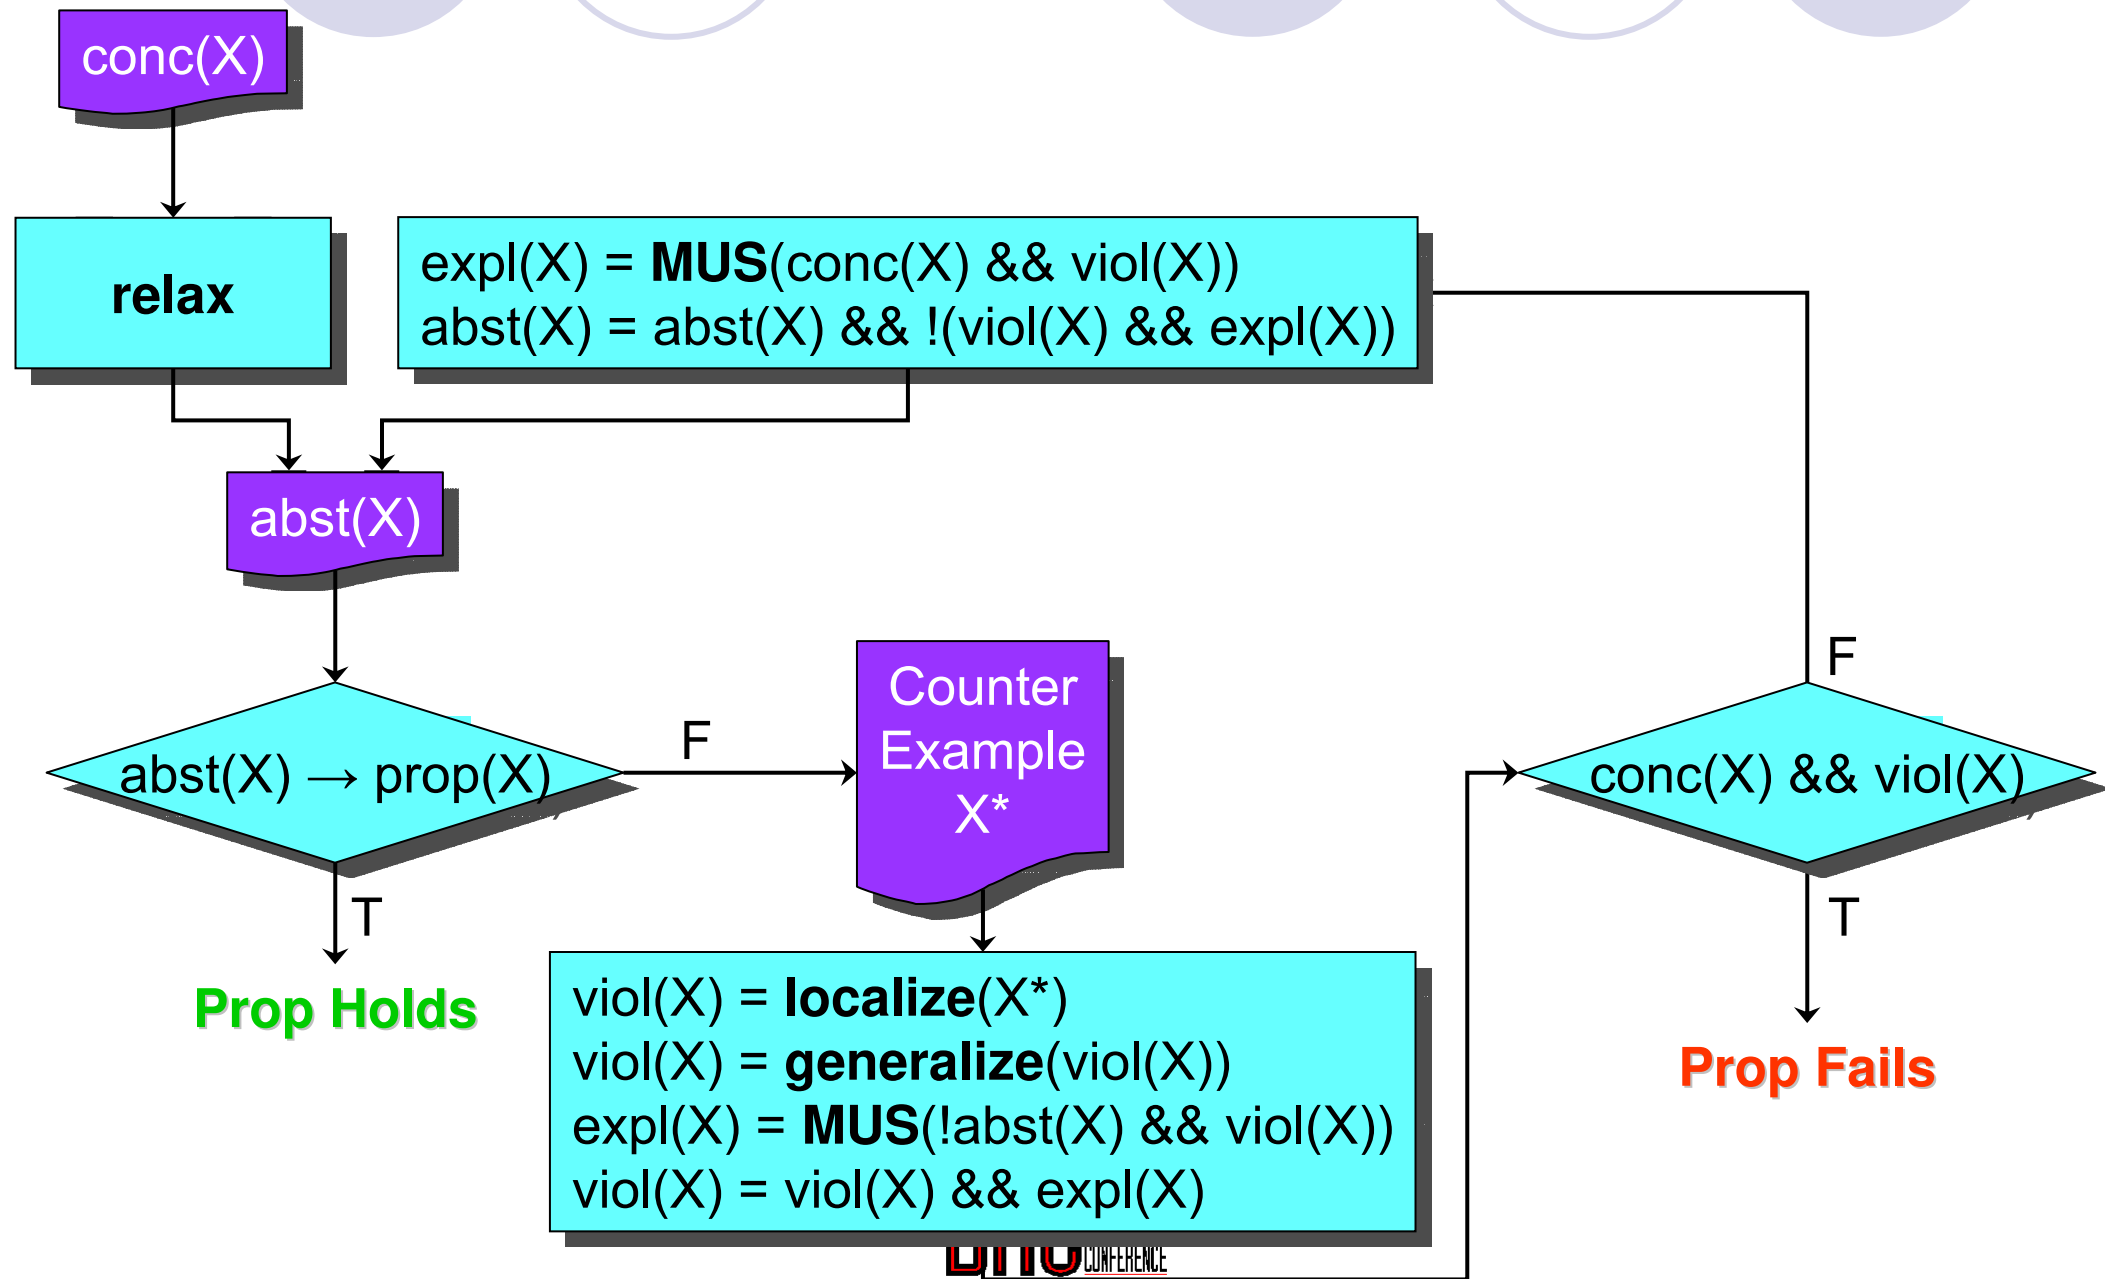 conc(X)
relax
expl(X) = MUS(conc(X) && viol(X))
abst(X) = abst(X) && !(viol(X) && expl(X))
abst(X)
abst(X) → prop(X)
F
T
Prop Holds
Counter
Example
X*
viol(X) = localize(X*)
viol(X) = generalize(viol(X))
expl(X) = MUS(!abst(X) && viol(X))
viol(X) = viol(X) && expl(X)
conc(X) && viol(X)
F
T
Prop Fails
CONFERENCE